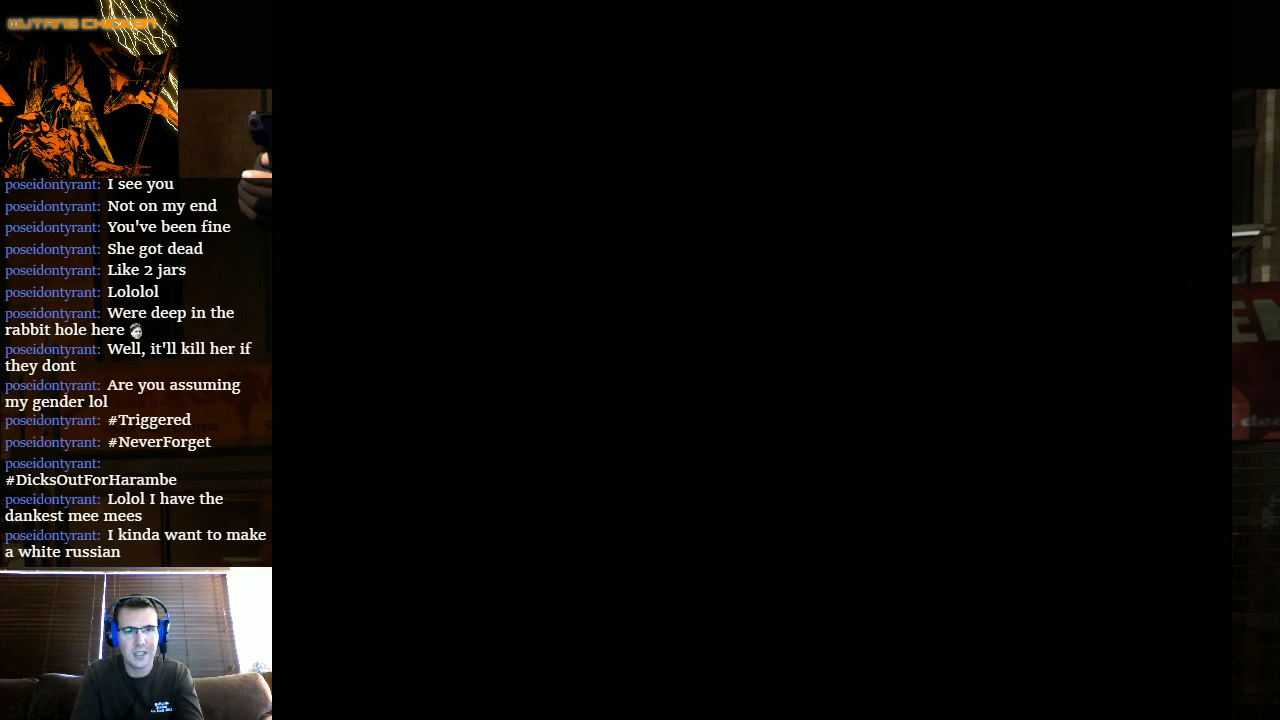 WUTANG CHICKEN
poseidontyrant: I see you
poseidontyrant: Not on my end
poseidontyrant: You've been fine
poseidontyrant: She got dead
poseidontyrant: Like 2 jars
poseidontyrant: Lololol
poseidontyrant: Were deep in the
rabbit hole here
poseidontyrant: Well, it'll kill her if
they dont
poseidontyrant: Are you assuming
my gender lol
poseidontyrant: #Triggered
poseidontyrant: #NeverForget
poseidontyrant:
#DicksOutForHarambe
poseidontyrant: Lolol I have the
dankest mee mees
poseidontyrant: I kinda want to make
a white russian